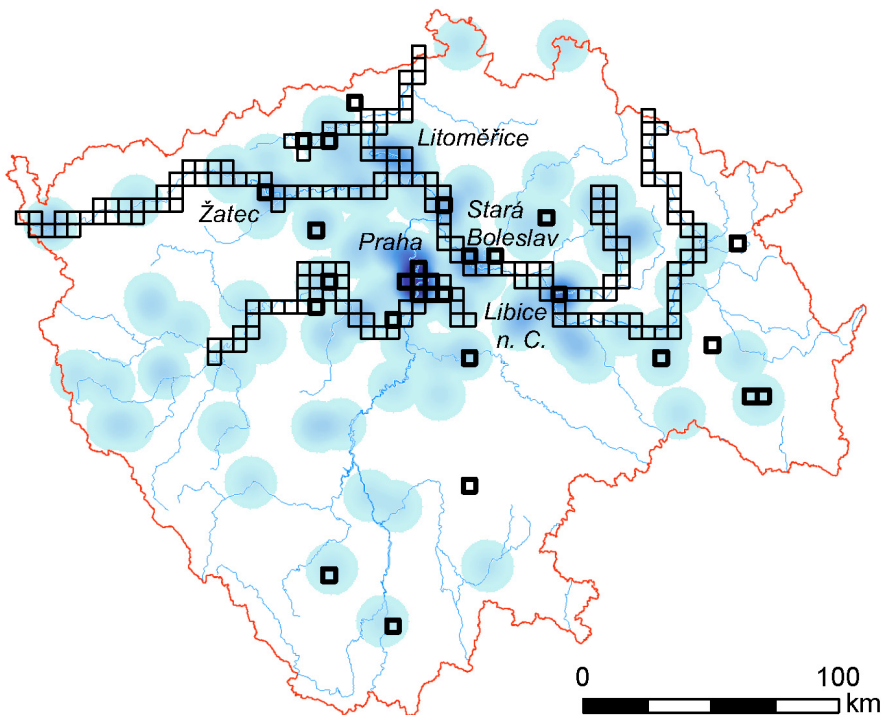 Litoměřice
Žatec
Stará
Boleslav
Praha
Libice
n. C.
0 100
km